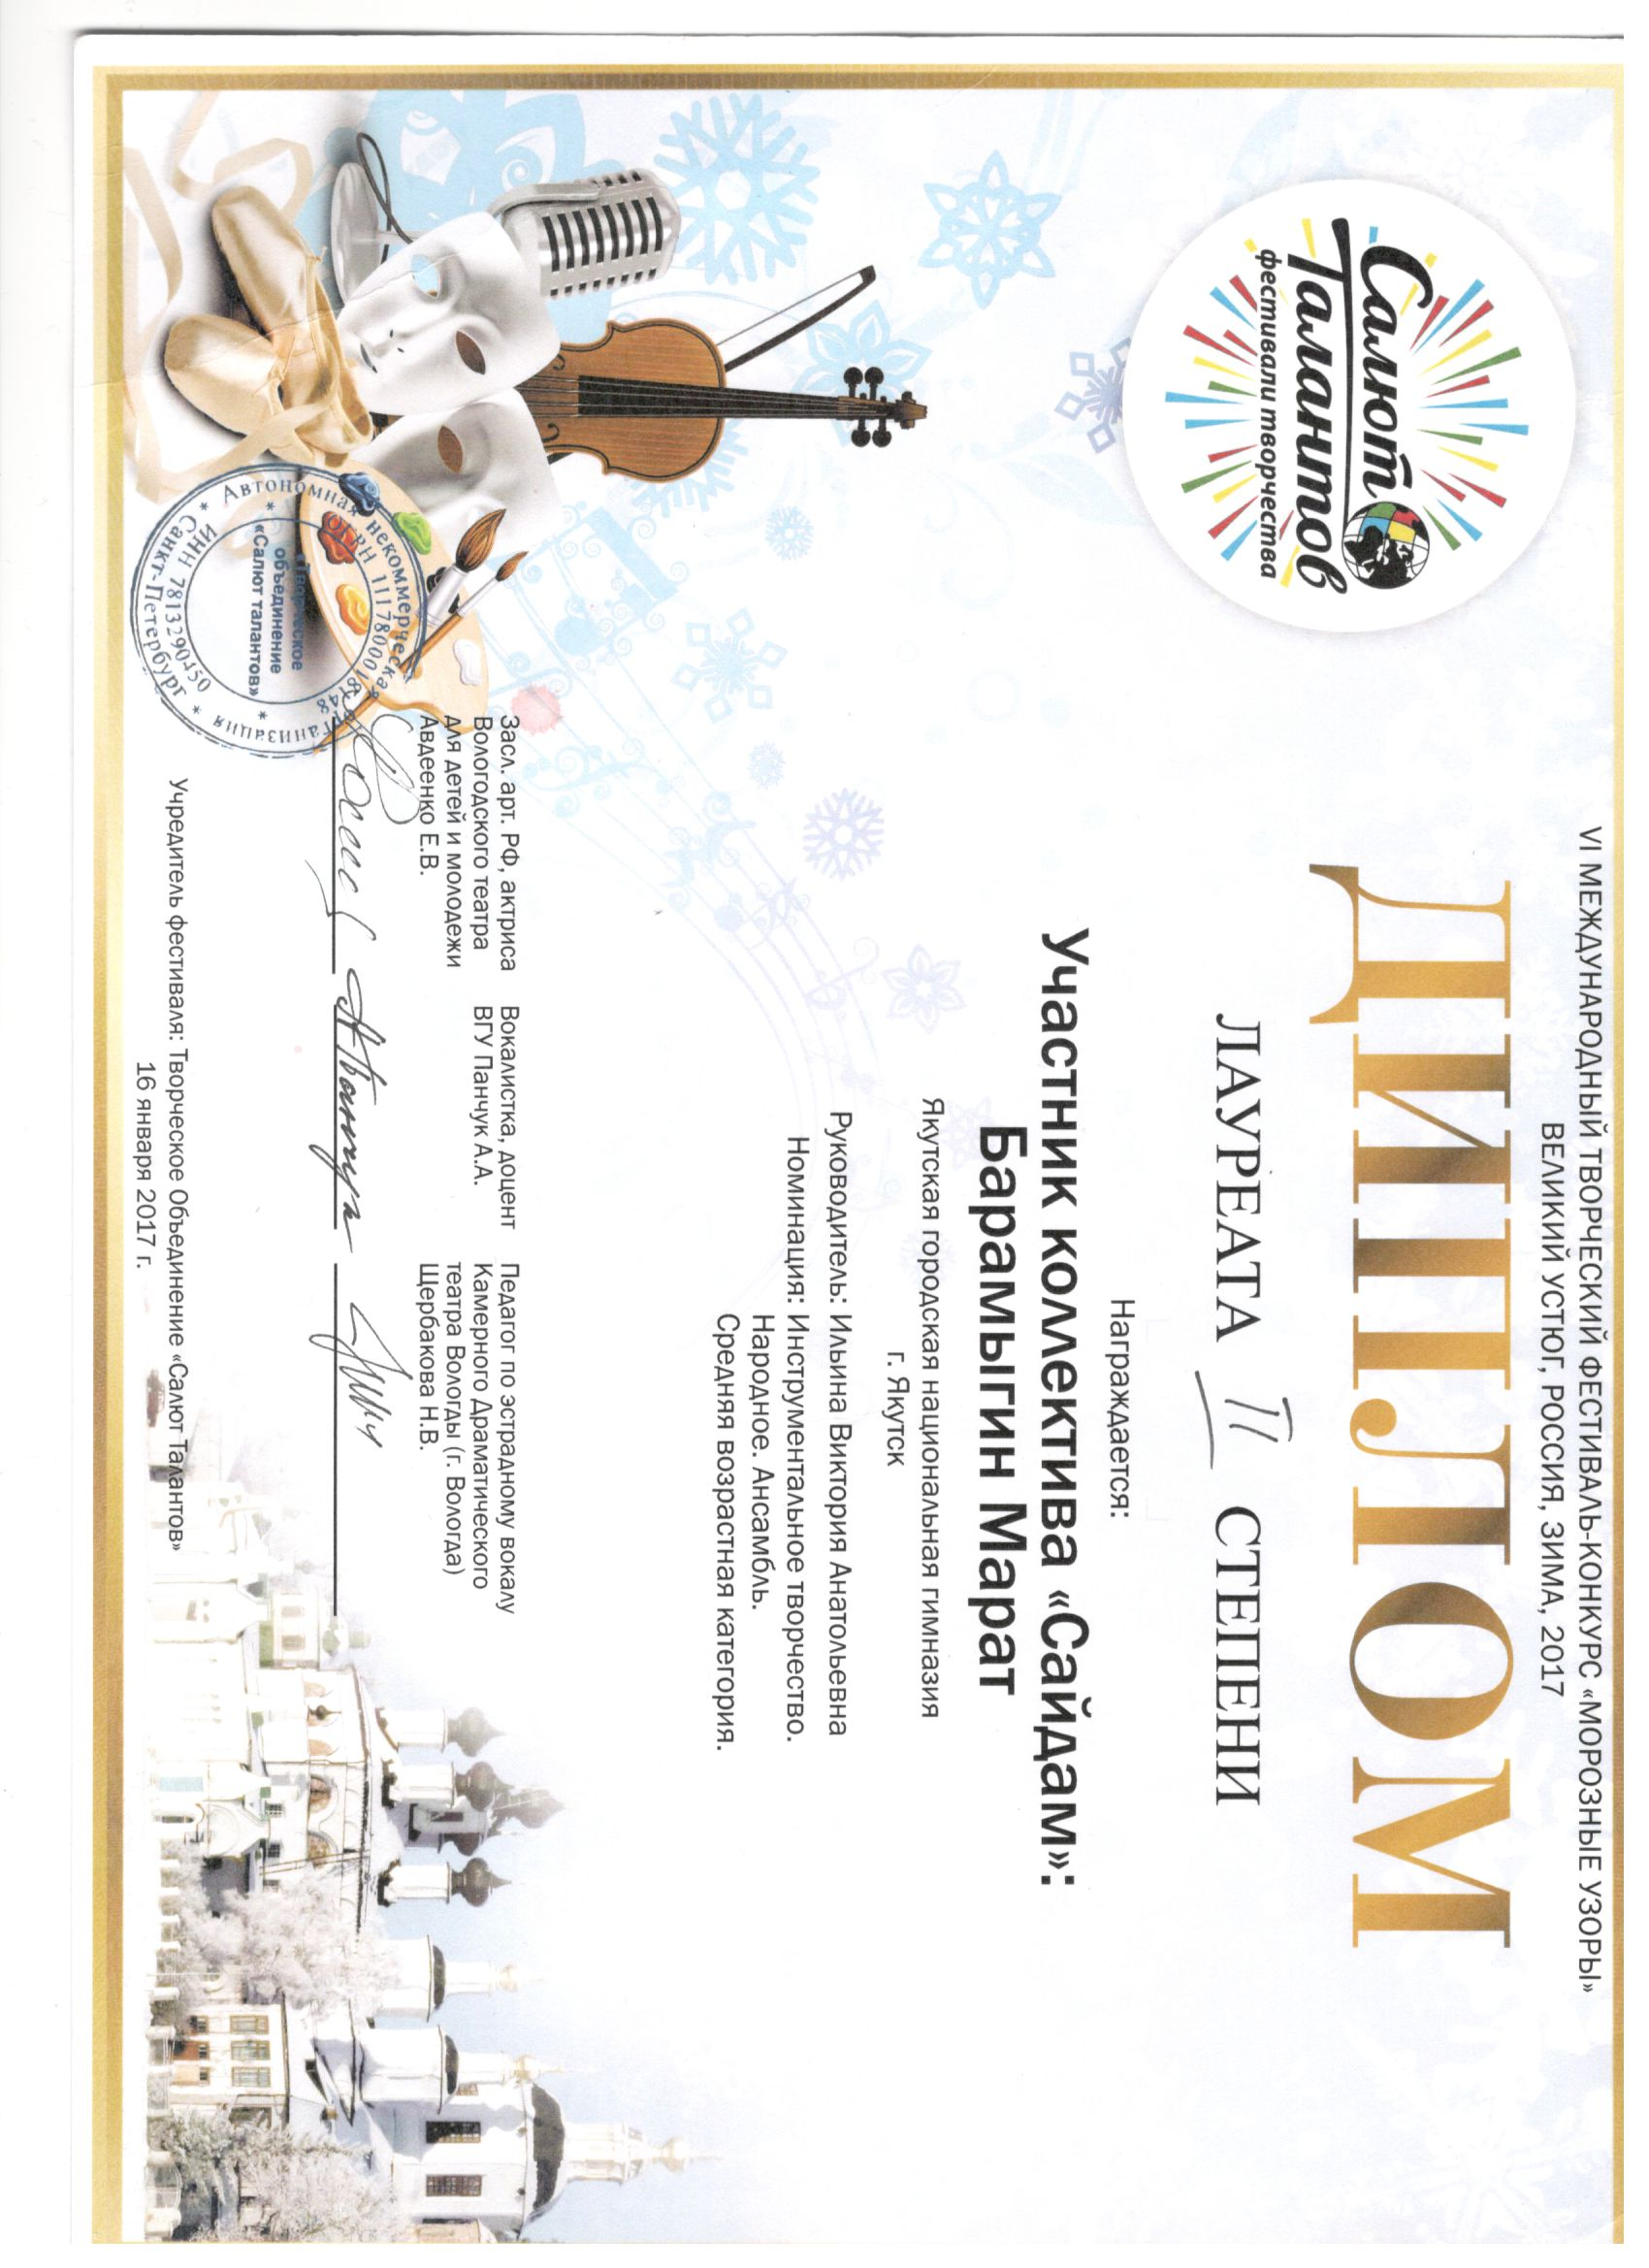 VI МЕЖДУНАРОДНЫЙ ТВОРЧЕСКИЙ ФЕСТИВАЛЬ-КОНКУРС «МОРОЗНЫЕ УЗОРЫ»
ВЕЛИКИЙ УСТЮГ, РОССИЯ, ЗИМА, 2017
Салют
Талантов
фестивали творчества
ДИПЛОМ
ЛАУРЕАТА II СТЕПЕНИ
Награждается:
Участник коллектива «Сайдам»:
Барамыгин Марат
Якутская городская национальная гимназия
г. Якутск
Руководитель: Ильина Виктория Анатольевна
Номинация: Инструментальное творчество.
Народное. Ансамбль.
Средняя возрастная категория.
Засл. арт. РФ, актриса
Вологодского театра
для детей и молодежи
Авдеенко Е.В.
Вокалистка, доцент
ВГУ Панчук А.А.
Педагог по эстрадному вокалу
Камерного Драматического
театра Вологды (г. Вологда)
Щербакова Н.В.
Автономная некоммерческая организация
Санкт-Петербург
ИНН 7813290450
«Творческое
объединение
«Салют талантов»
Учредитель фестиваля: Творческое Объединение «Салют Талантов»
16 января 2017 г.